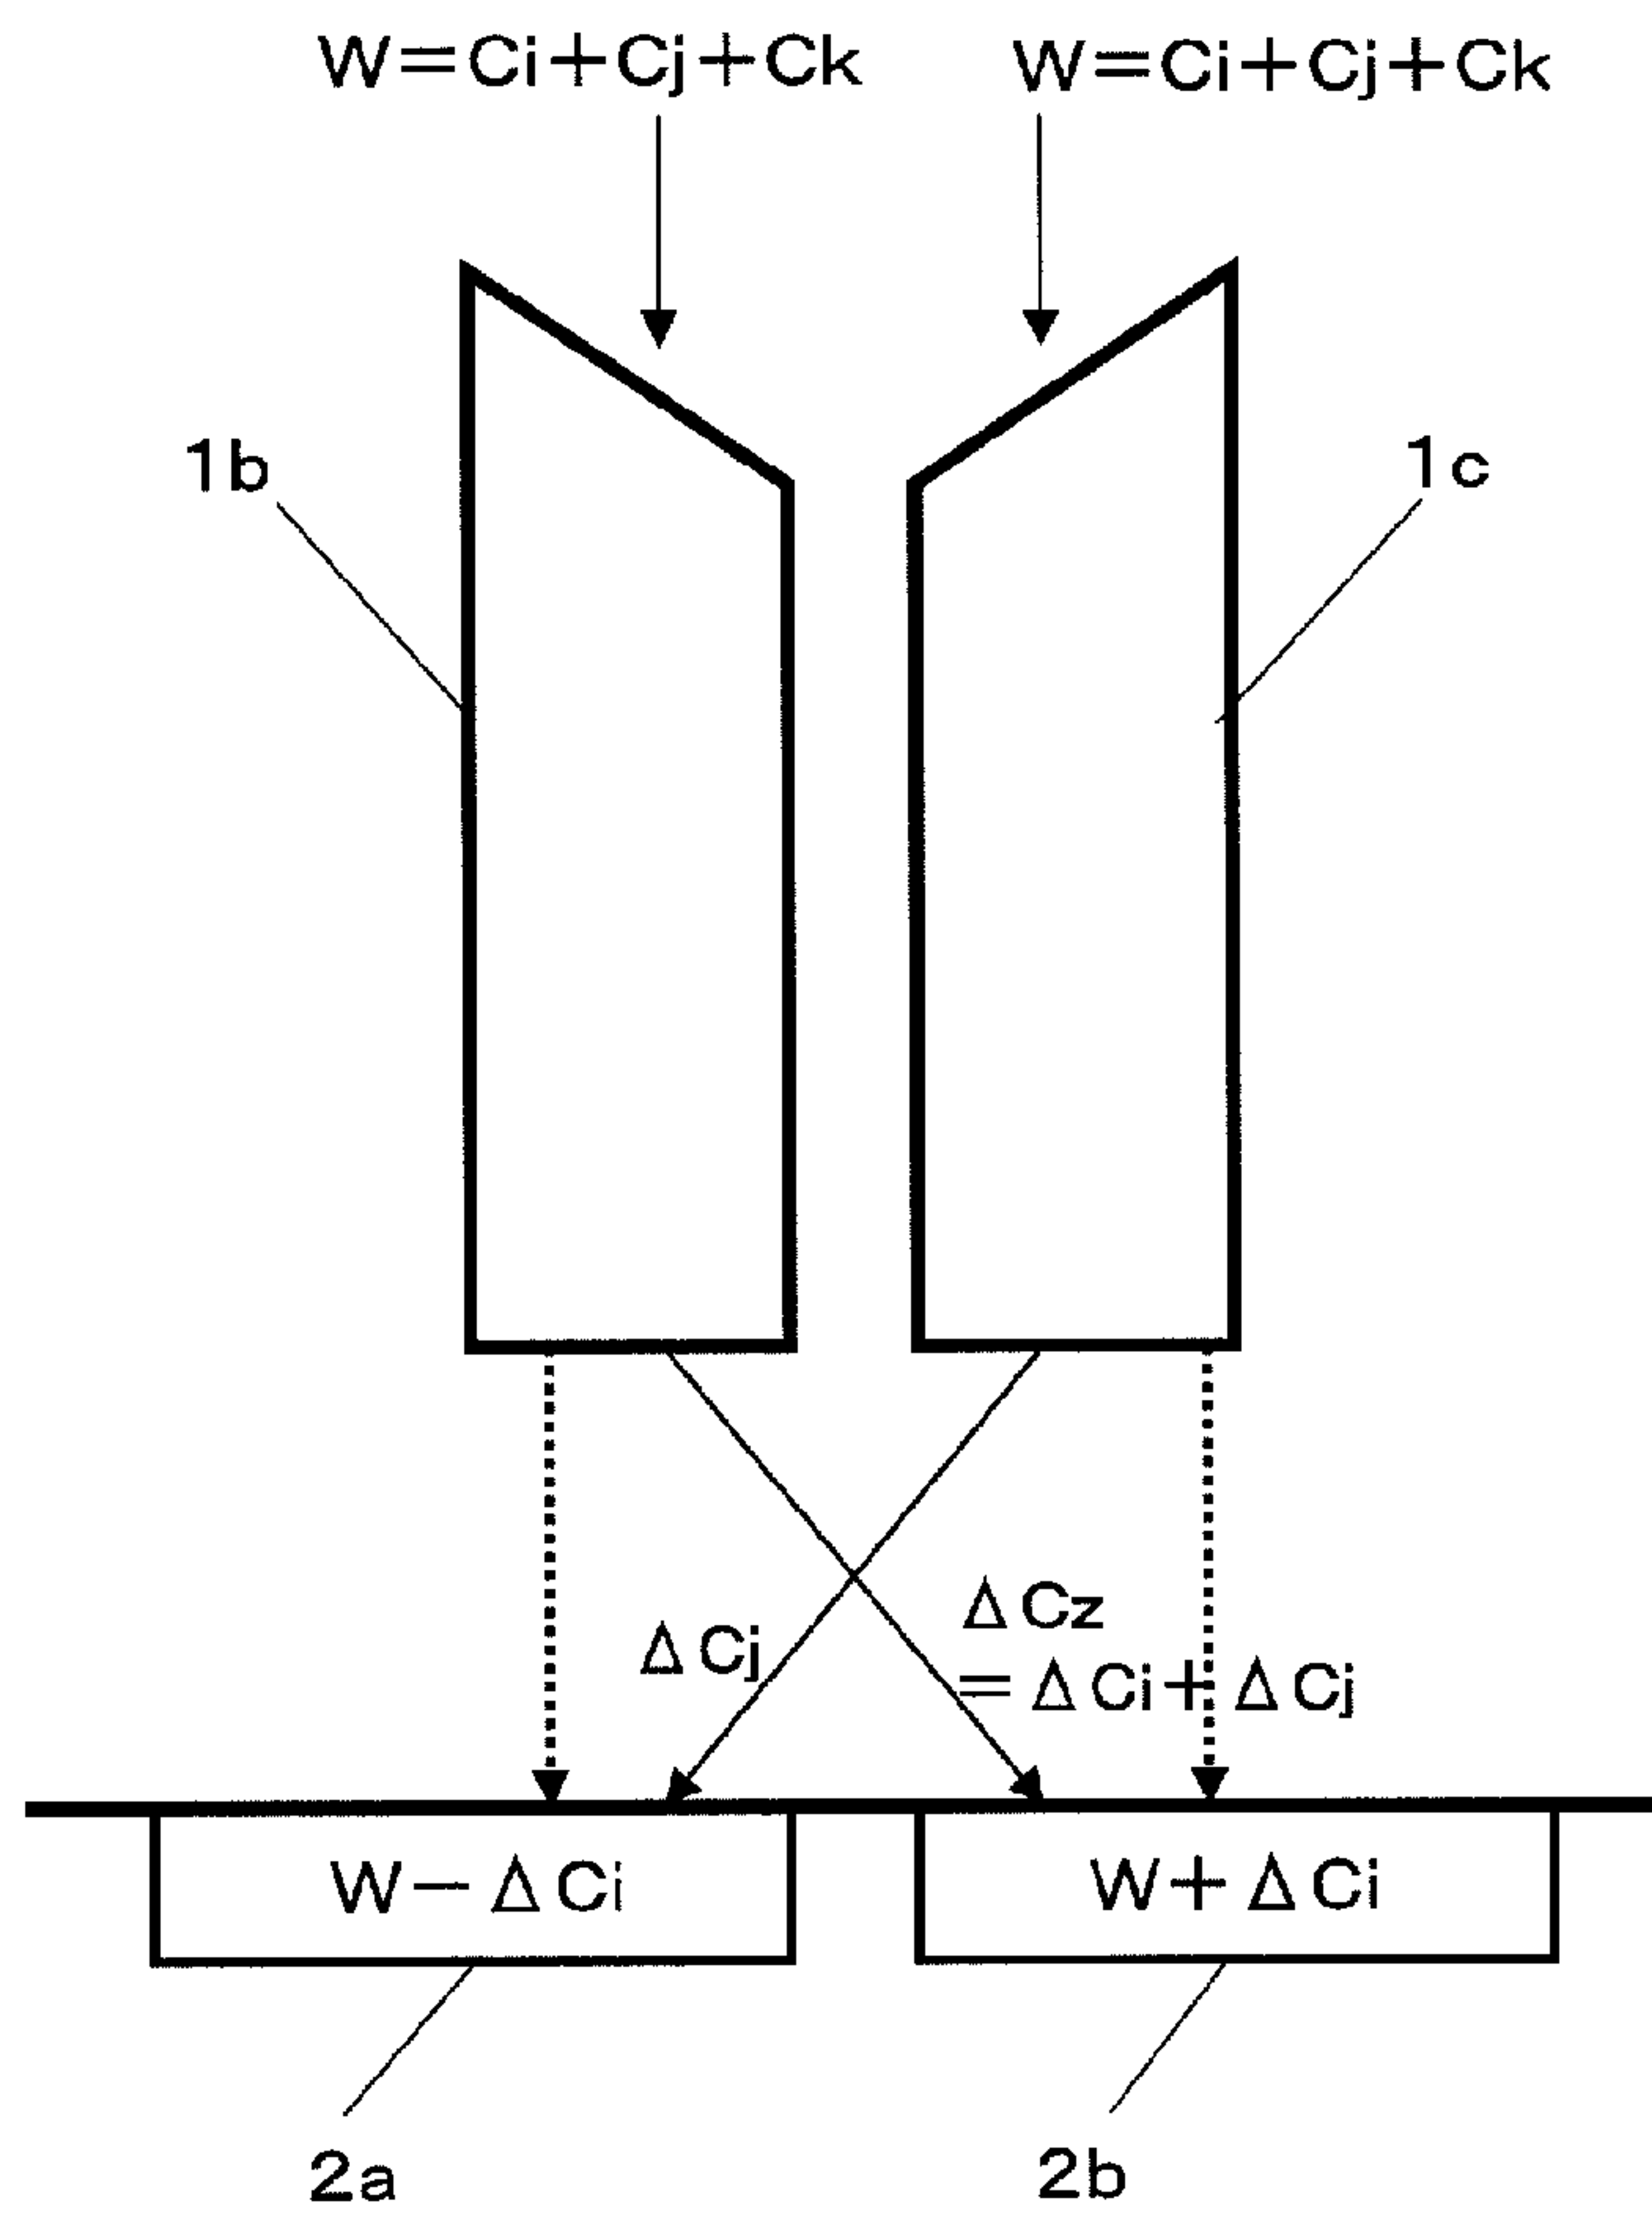 W=Ci+Cj+Ck
W=Ci+Cj+Ck
1b
1c
ΔCj
ΔCz
=ΔCi+ΔCj
W−ΔCi
W+ΔCi
2a
2b